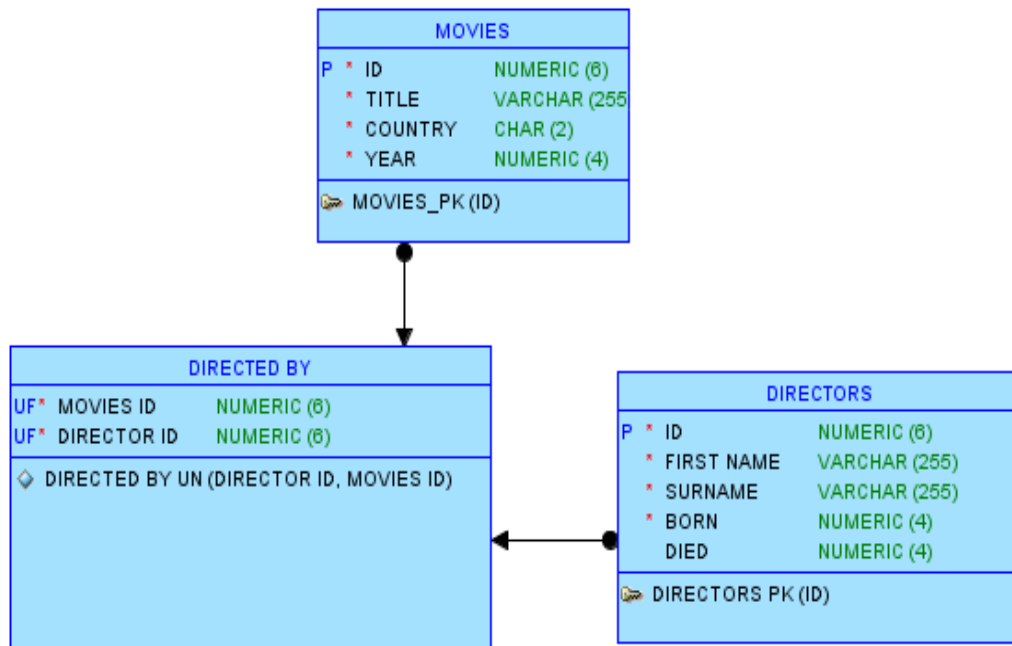 MOVIES
P * ID NUMERIC (6)
* TITLE VARCHAR (255
* COUNTRY CHAR (2)
* YEAR NUMERIC (4)
MOVIES_PK (ID)
DIRECTED BY
UF* MOVIES ID NUMERIC (6)
UF* DIRECTOR ID NUMERIC (6)
DIRECTED BY UN (DIRECTOR ID, MOVIES ID)
DIRECTORS
P * ID NUMERIC (6)
* FIRST NAME VARCHAR (255)
* SURNAME VARCHAR (255)
* BORN NUMERIC (4)
DIED NUMERIC (4)
DIRECTORS PK (ID)